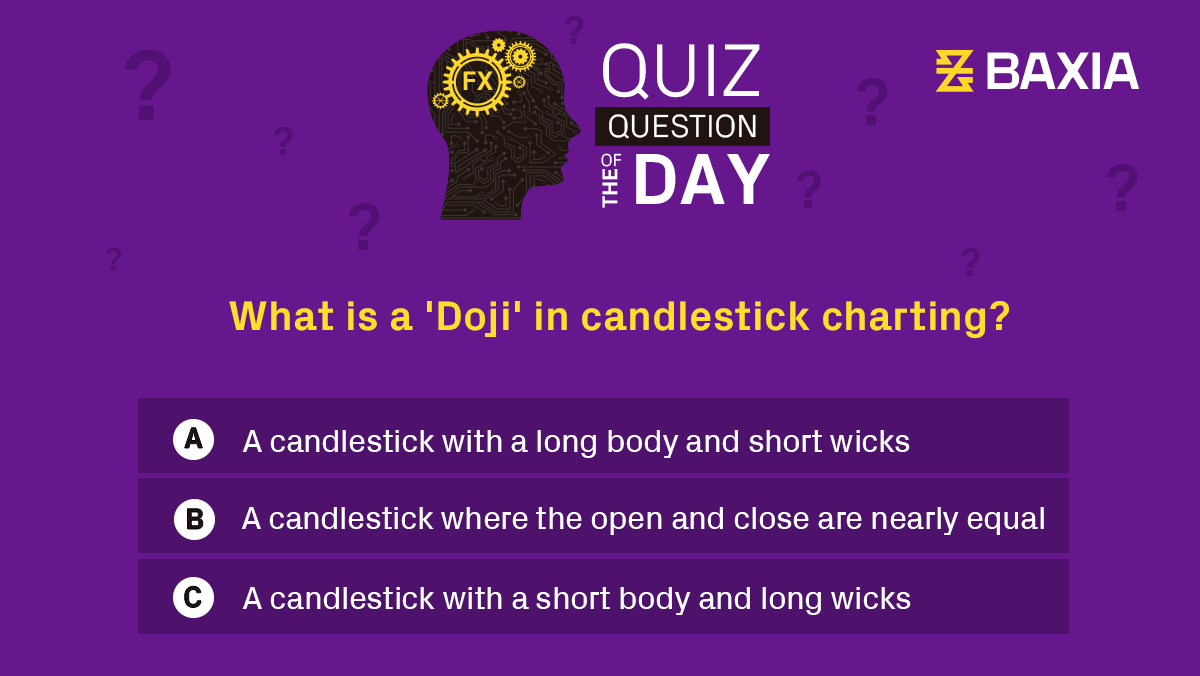 FX
QUIZ
QUESTION
OF THE
DAY
BAXIA
? ? ? ? ? ? ? ? ? ?
What is a 'Doji' in candlestick charting?
A A candlestick with a long body and short wicks
B A candlestick where the open and close are nearly equal
C A candlestick with a short body and long wicks